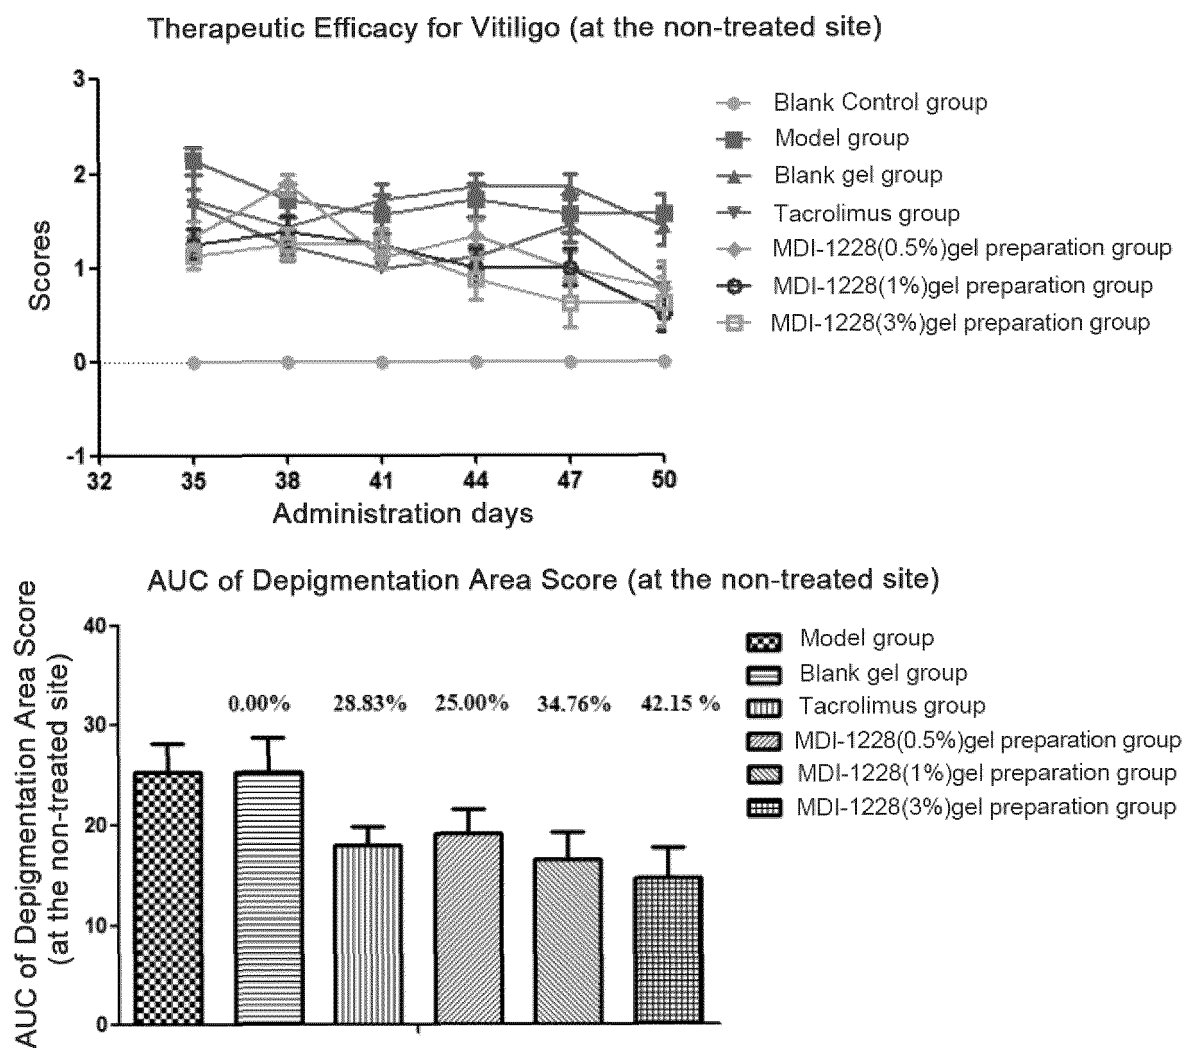 Therapeutic Efficacy for Vitiligo (at the non-treated site)
3
2
1
0
-1
Scores
32 35 38 41 44 47 50
Administration days
Blank Control group
Model group
Blank gel group
Tacrolimus group
MDI-1228(0.5%)gel preparation group
MDI-1228(1%)gel preparation group
MDI-1228(3%)gel preparation group
AUC of Depigmentation Area Score (at the non-treated site)
AUC of Depigmentation Area Score
(at the non-treated site)
40
30
20
10
0
0.00% 28.83% 25.00% 34.76% 42.15 %
Model group
Blank gel group
Tacrolimus group
MDI-1228(0.5%)gel preparation group
MDI-1228(1%)gel preparation group
MDI-1228(3%)gel preparation group